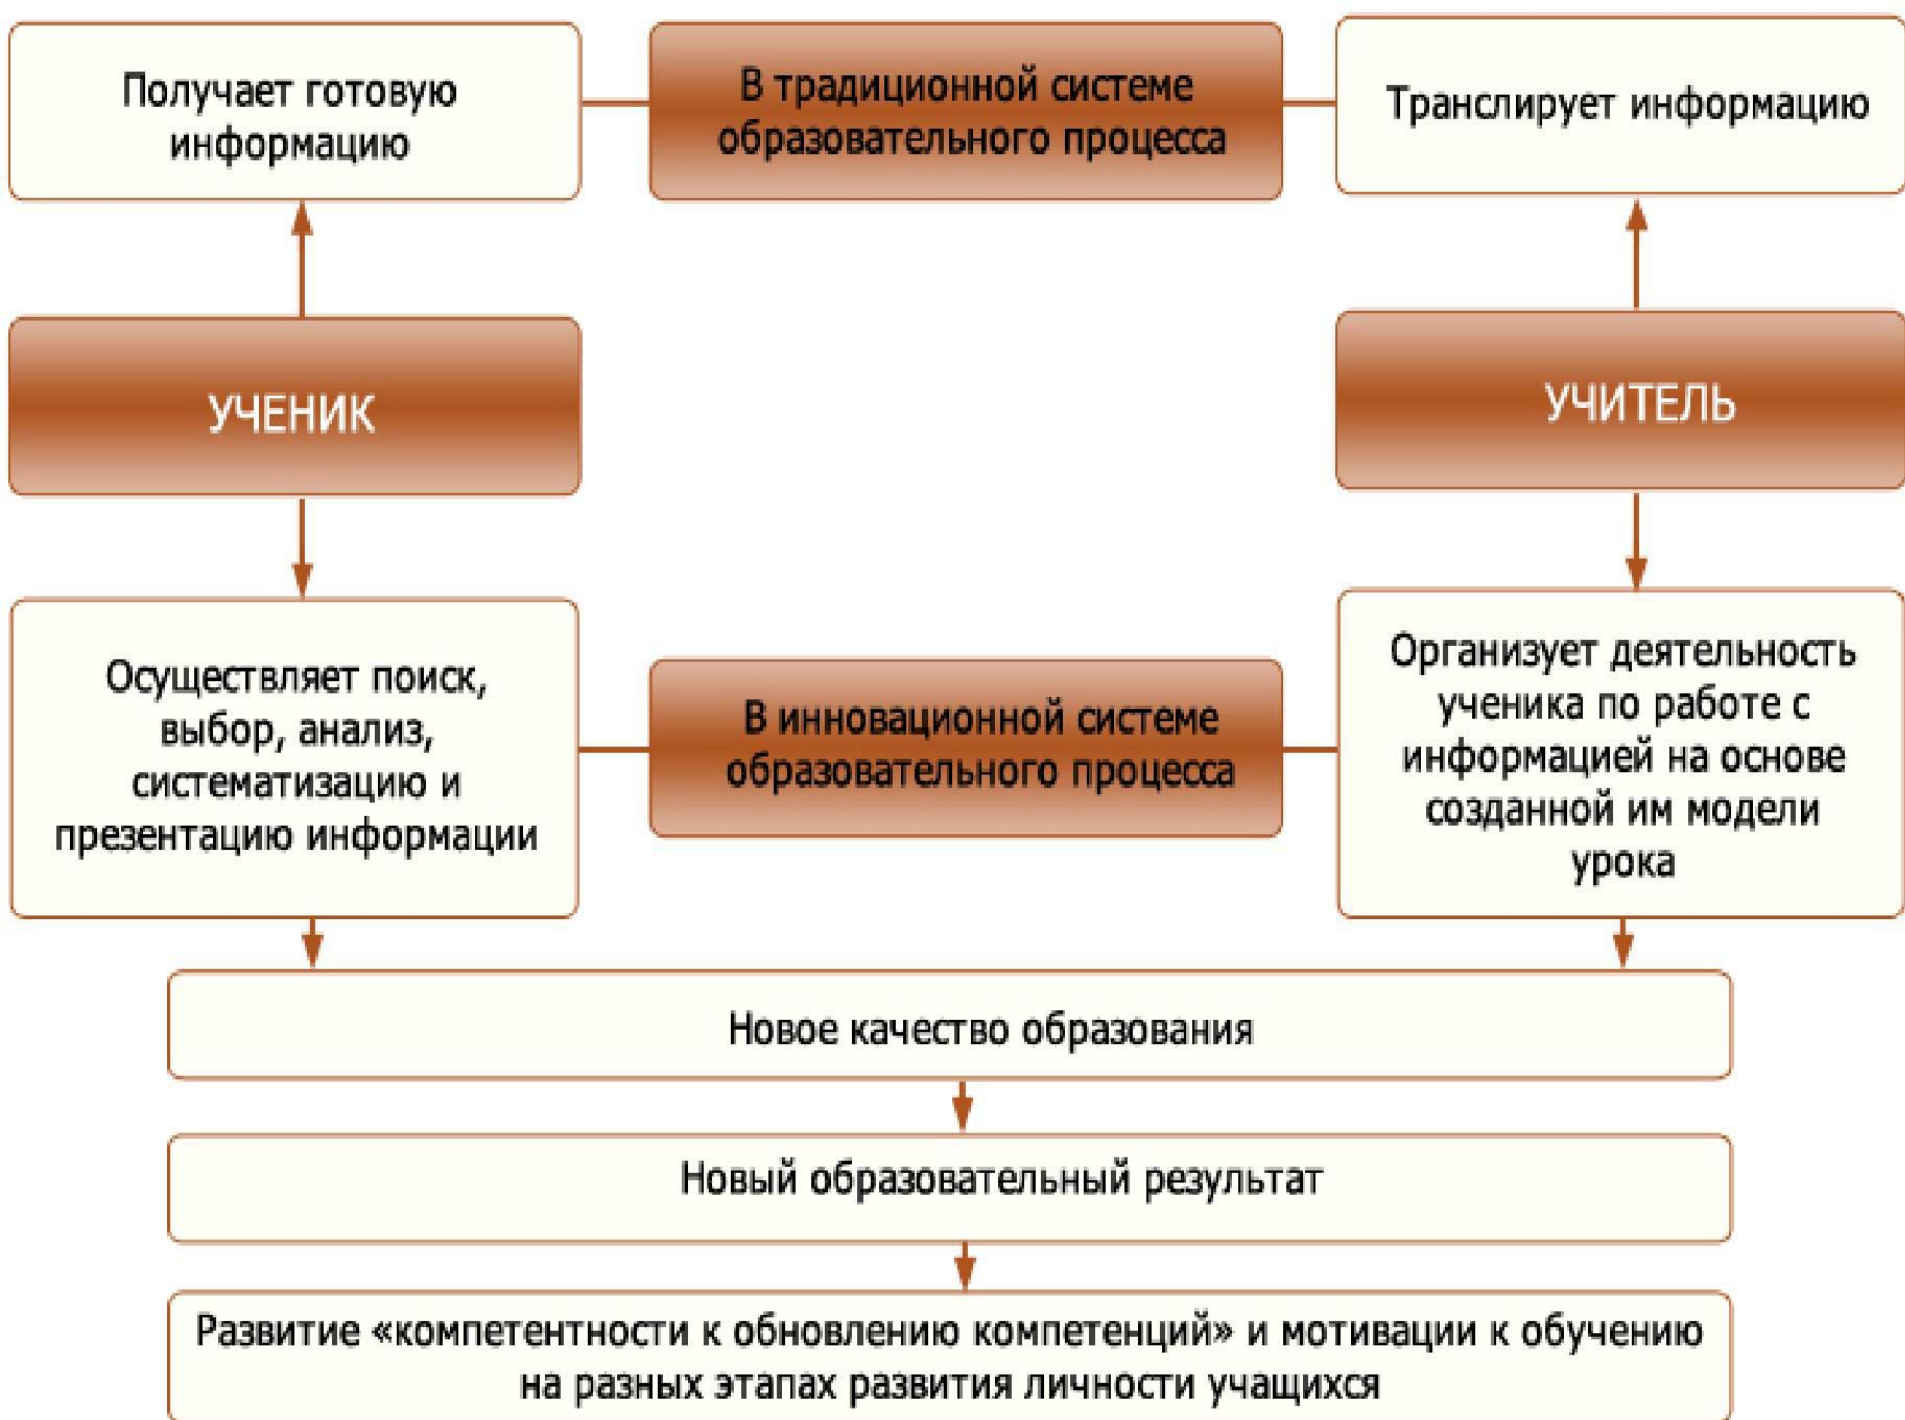 Получает готовую
информацию
В традиционной системе
образовательного процесса
Транслирует информацию
УЧЕНИК
УЧИТЕЛЬ
Осуществляет поиск,
выбор, анализ,
систематизацию и
презентацию информации
В инновационной системе
образовательного процесса
Организует деятельность
ученика по работе с
информацией на основе
созданной им модели
урока
Новое качество образования
Новый образовательный результат
Развитие «компетентности к обновлению компетенций» и мотивации к обучению
на разных этапах развития личности учащихся